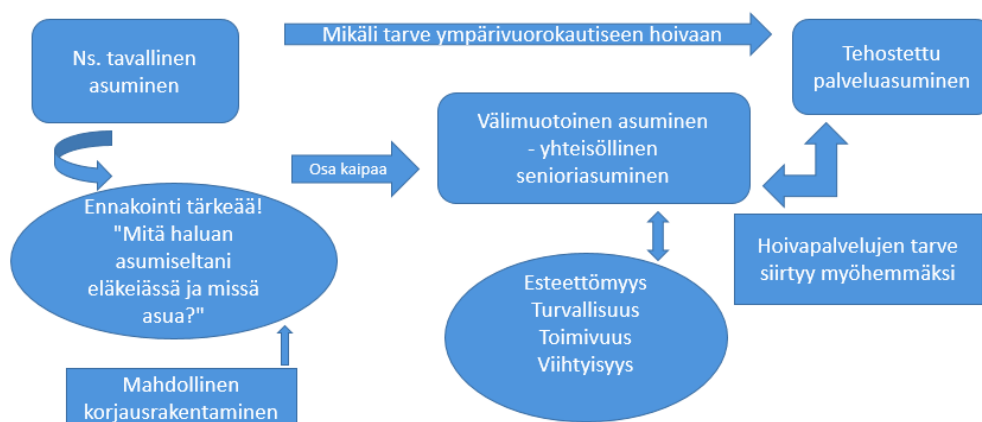 Ns. tavallinen
asuminen
Mikäli tarve ympärivuorokautiseen hoivaan
Tehostettu
palveluasuminen
Osa kaipaa
Välimuotoinen asuminen
- yhteisöllinen
senioriasuminen
Ennakointi tärkeää!
"Mitä haluan
asumiseltani
eläkeiässä ja missä
asua?"
Hoivapalvelujen tarve
siirtyy myöhemmäksi
Esteettömyys
Turvallisuus
Toimivuus
Viihtyisyys
Mahdollinen
korjausrakentaminen